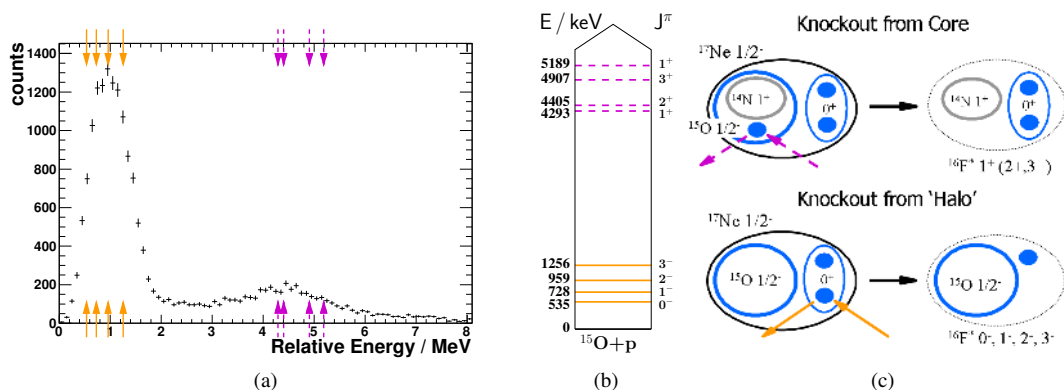 counts
1400
1200
1000
800
600
400
200
0
0 1 2 3 4 5 6 7 8
Relative Energy / MeV
(a)
E / keV
J^π
5189 1⁺
4907 3⁺
4405 2⁺
4293 1⁺
1256 3⁻
959 2⁻
728 1⁻
535 0⁻
0
¹⁵O+p
(b)
Knockout from Core
¹⁷Ne 1/2⁻
¹⁴N 1⁺
0⁺
¹⁵O 1/2⁻
¹⁴N 1⁺
0⁺
¹⁶F* 1⁺ (2+,3⁻)
Knockout from 'Halo'
¹⁷Ne 1/2⁻
¹⁵O 1/2⁻
0⁺
¹⁵O 1/2⁻
¹⁶F* 0⁻, 1⁻, 2⁻, 3⁻
(c)